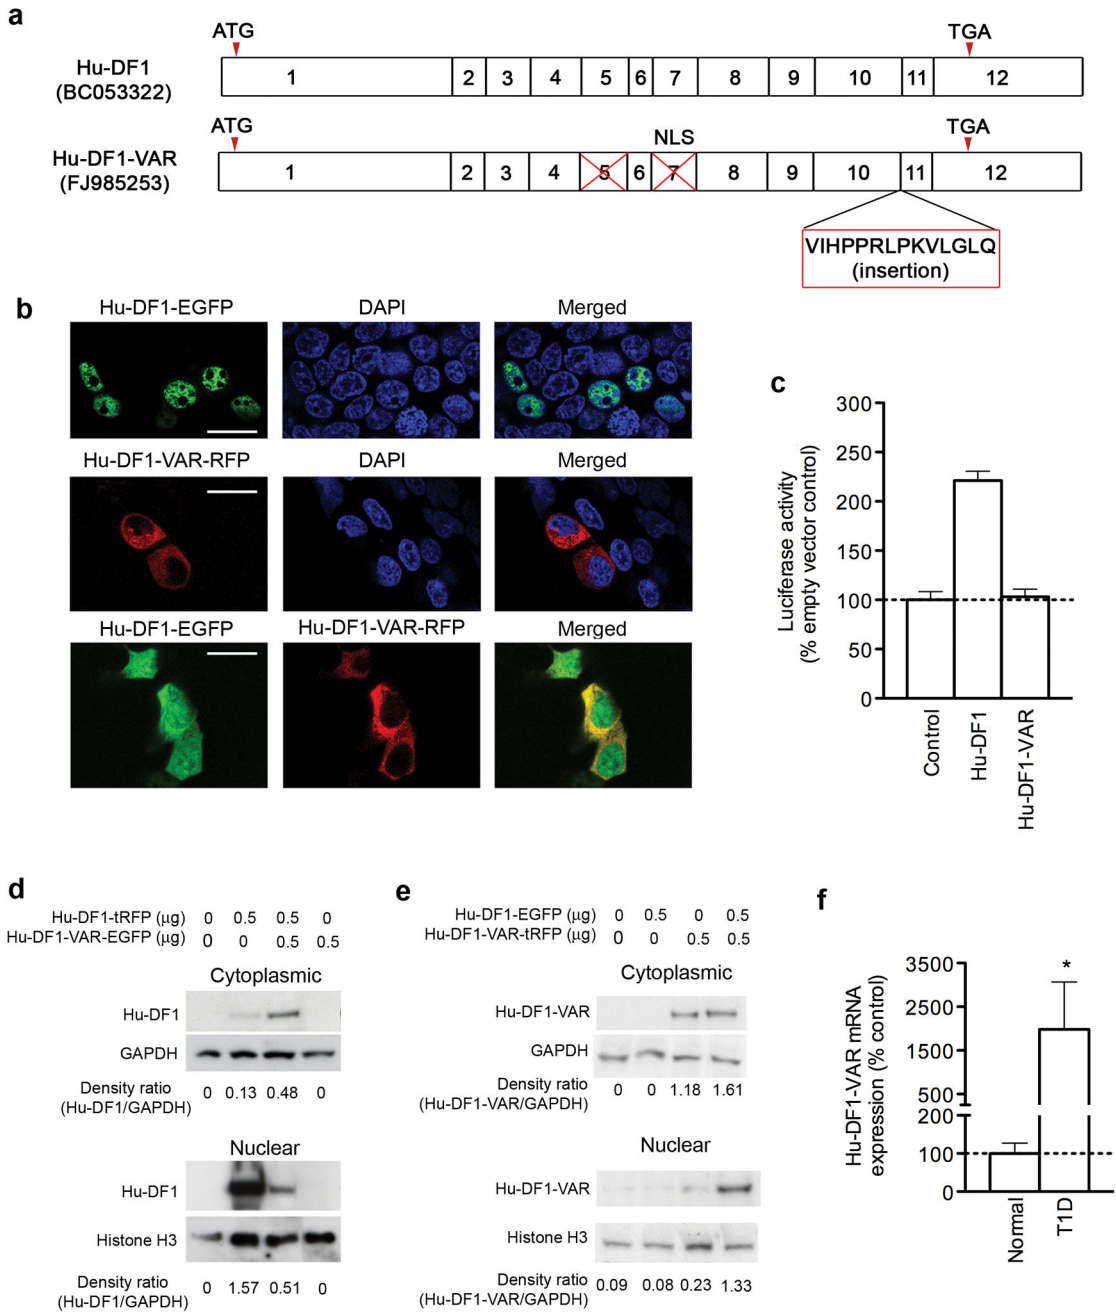 a
ATG
TGA
Hu-DF1
(BC053322)
1 2 3 4 5 6 7 8 9 10 11 12
ATG
NLS
TGA
Hu-DF1-VAR
(FJ985253)
1 2 3 4 5 6 7 8 9 10 11 12
VIHPPRLPKVLGLQ
(insertion)
b
Hu-DF1-EGFP DAPI Merged
Hu-DF1-VAR-RFP DAPI Merged
Hu-DF1-EGFP Hu-DF1-VAR-RFP Merged
c
Luciferase activity
(% empty vector control)
300
250
200
150
100
50
0
Control
Hu-DF1
Hu-DF1-VAR
d
Hu-DF1-tRFP (µg) 0 0.5 0.5 0
Hu-DF1-VAR-EGFP (µg) 0 0 0.5 0.5
Cytoplasmic
Hu-DF1
GAPDH
Density ratio
(Hu-DF1/GAPDH)
0 0.13 0.48 0
Nuclear
Hu-DF1
Histone H3
Density ratio
(Hu-DF1/GAPDH)
0 1.57 0.51 0
e
Hu-DF1-EGFP (µg) 0 0.5 0 0.5
Hu-DF1-VAR-tRFP (µg) 0 0 0.5 0.5
Cytoplasmic
Hu-DF1-VAR
GAPDH
Density ratio
(Hu-DF1-VAR/GAPDH)
0 0 1.18 1.61
Nuclear
Hu-DF1-VAR
Histone H3
Density ratio
(Hu-DF1-VAR/GAPDH)
0.09 0.08 0.23 1.33
f
Hu-DF1-VAR mRNA
expression (% control)
3500
2500
1500
500
200
100
0
*
Normal
T1D